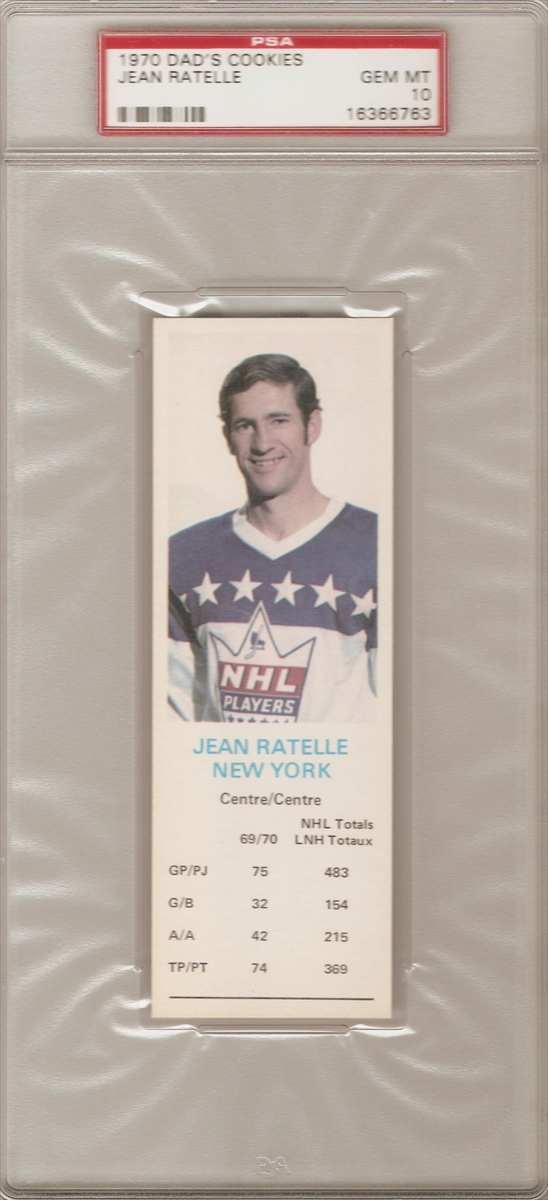 PSA
1970 DAD'S COOKIES
JEAN RATELLE GEM MT
10
16366763
NHL
PLAYERS
JEAN RATELLE
NEW YORK
Centre/Centre
NHL Totals
69/70 LNH Totaux
GP/PJ 75 483
G/B 32 154
A/A 42 215
TP/PT 74 369
PSA